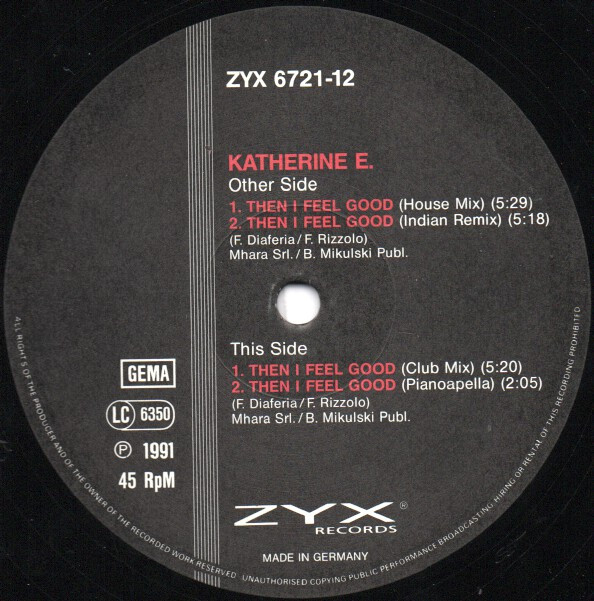 ZYX 6721-12
KATHERINE E.
Other Side
1. THEN I FEEL GOOD (House Mix) (5:29)
2. THEN I FEEL GOOD (Indian Remix) (5:18)
(F. Diaferia/F. Rizzolo)
Mhara Srl./B. Mikulski Publ.
This Side
1. THEN I FEEL GOOD (Club Mix) (5:20)
2. THEN I FEEL GOOD (Pianoapella) (2:05)
(F. Diaferia/F. Rizzolo)
Mhara Srl./B. Mikulski Publ.
GEMA
LC 6350
Ⓟ 1991
45 RpM
ZYX®
RECORDS
MADE IN GERMANY
ALL RIGHTS OF THE PRODUCER AND OF THE OWNER OF THE RECORDED WORK RESERVED UNAUTHORISED COPYING PUBLIC PERFORMANCE BROADCASTING HIRING OR RENTAL OF THIS RECORDING PROHIBITED